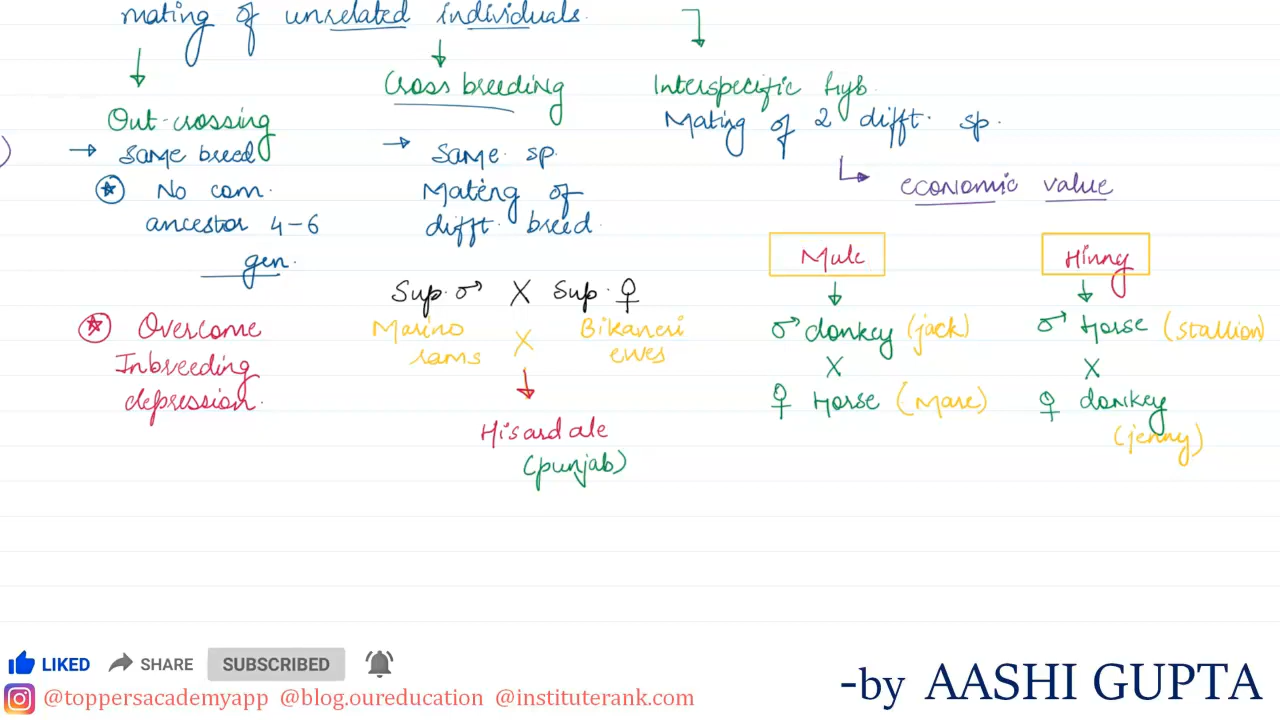 mating of unrelated individuals.
Out-crossing
→ Same breed
No com.
ancestor 4-6
gen.
Overcome
Inbreeding
depression.
Cross breeding
→ Same sp.
Mating of
difft. breed.
Sup. ♂ X Sup. ♀
Marino rams X Bikaneri ewes
Hisardale
(punjab)
Interspecific hyb.
Mating of 2 difft. sp.
economic value
Mule
♂ donkey (jack)
X
♀ Horse (Mare)
Hinny
♂ Horse (stallion)
X
♀ donkey
(jenny)
LIKED SHARE SUBSCRIBED
@toppersacademyapp @blog.oureducation @instituterank.com
-by AASHI GUPTA